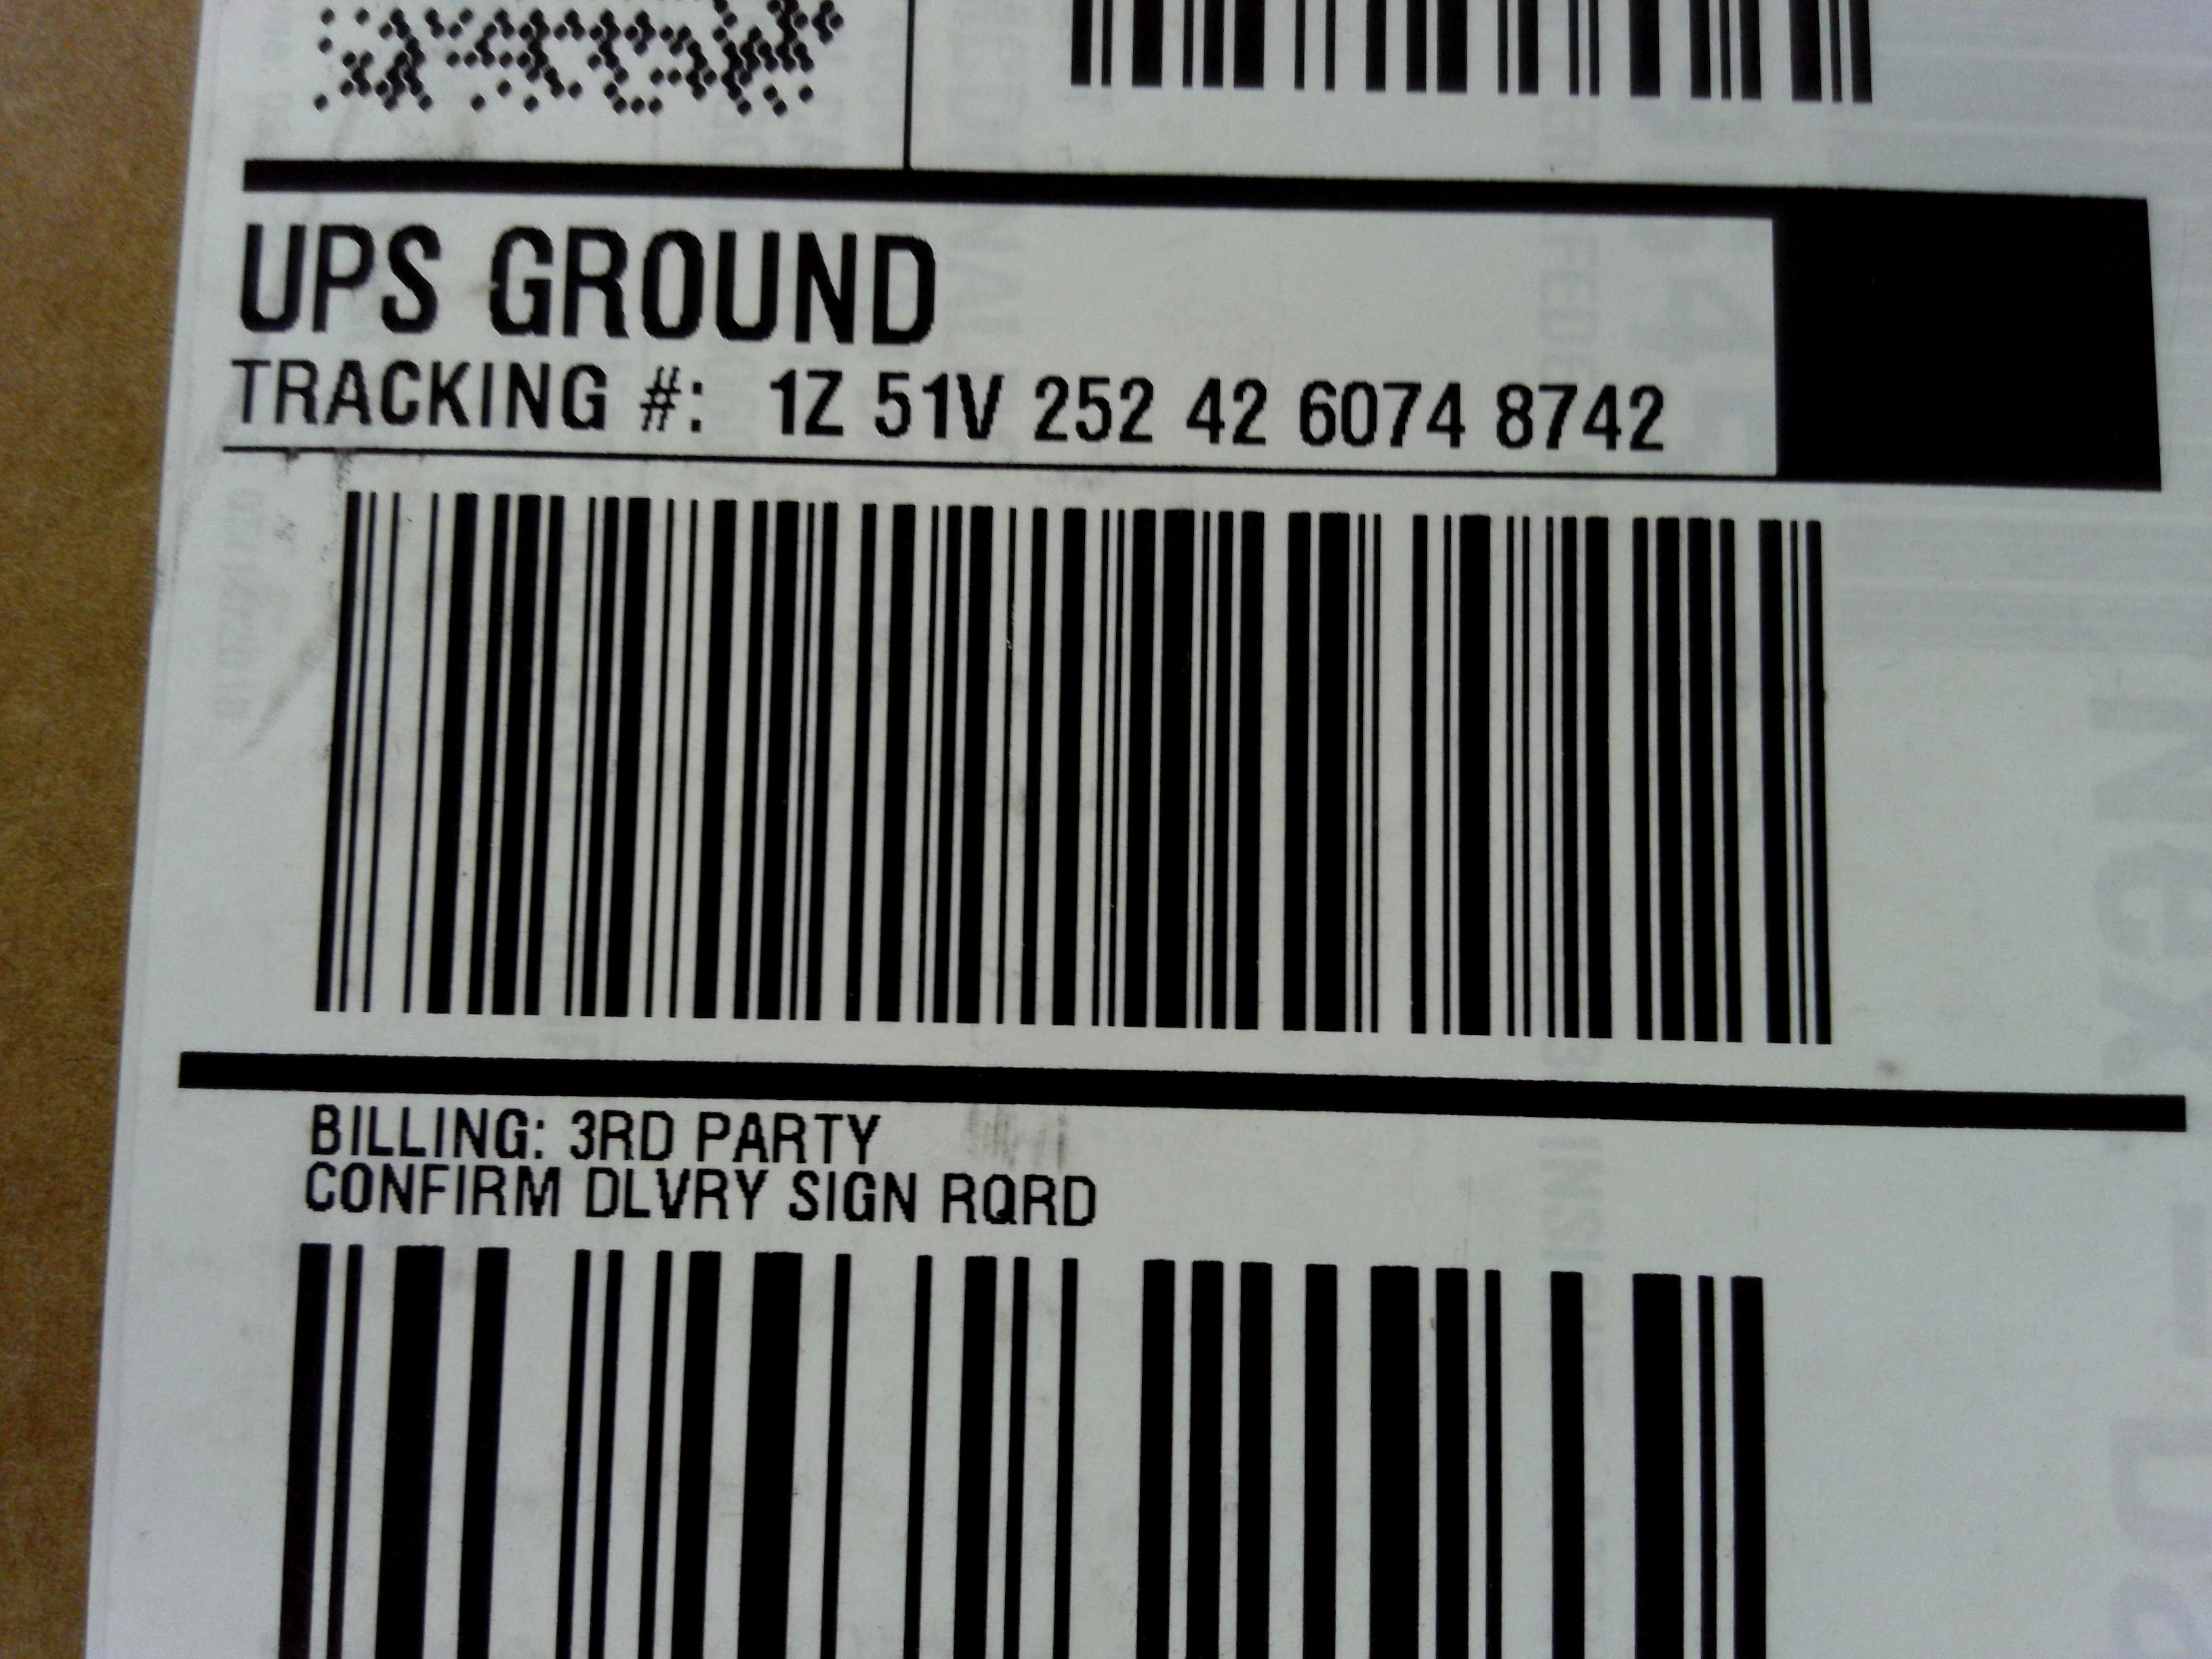 UPS GROUND
TRACKING #: 1Z 51V 252 42 6074 8742
BILLING: 3RD PARTY
CONFIRM DLVRY SIGN RQRD